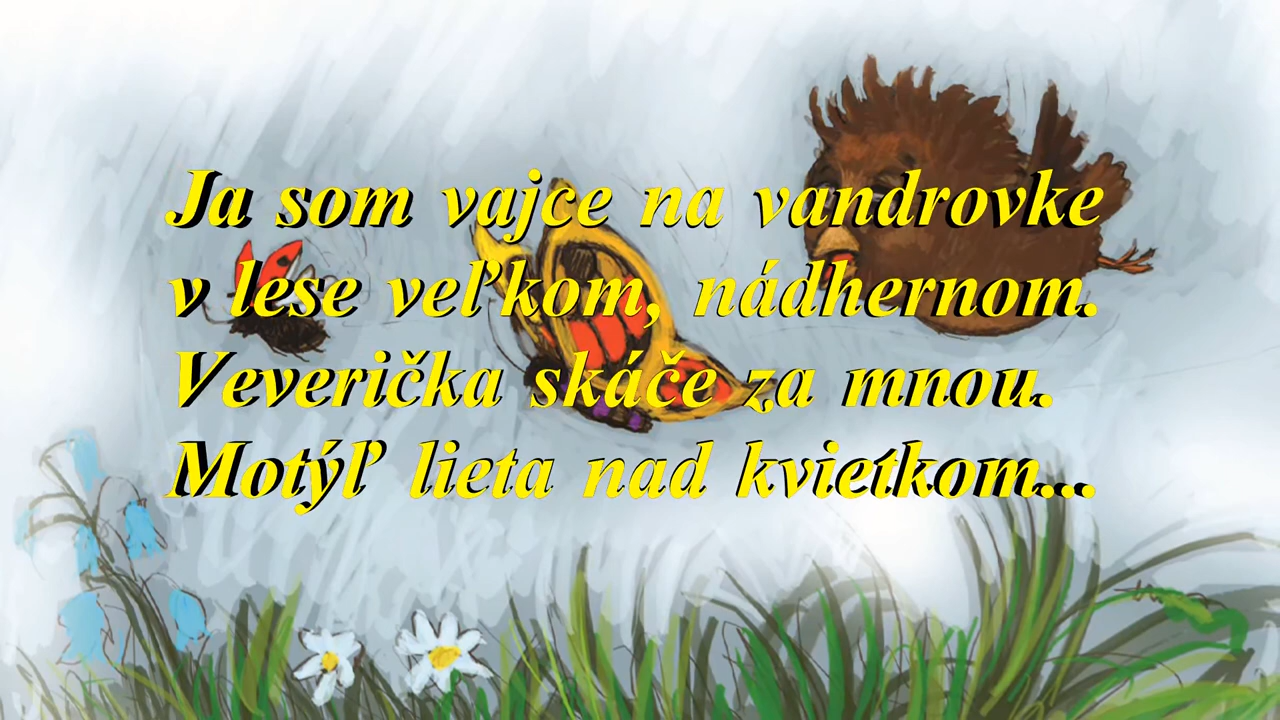 Ja som vajce na vandrovke
v lese veľkom, nádhernom.
Veverička skáče za mnou.
Motýľ lieta nad kvietkom...